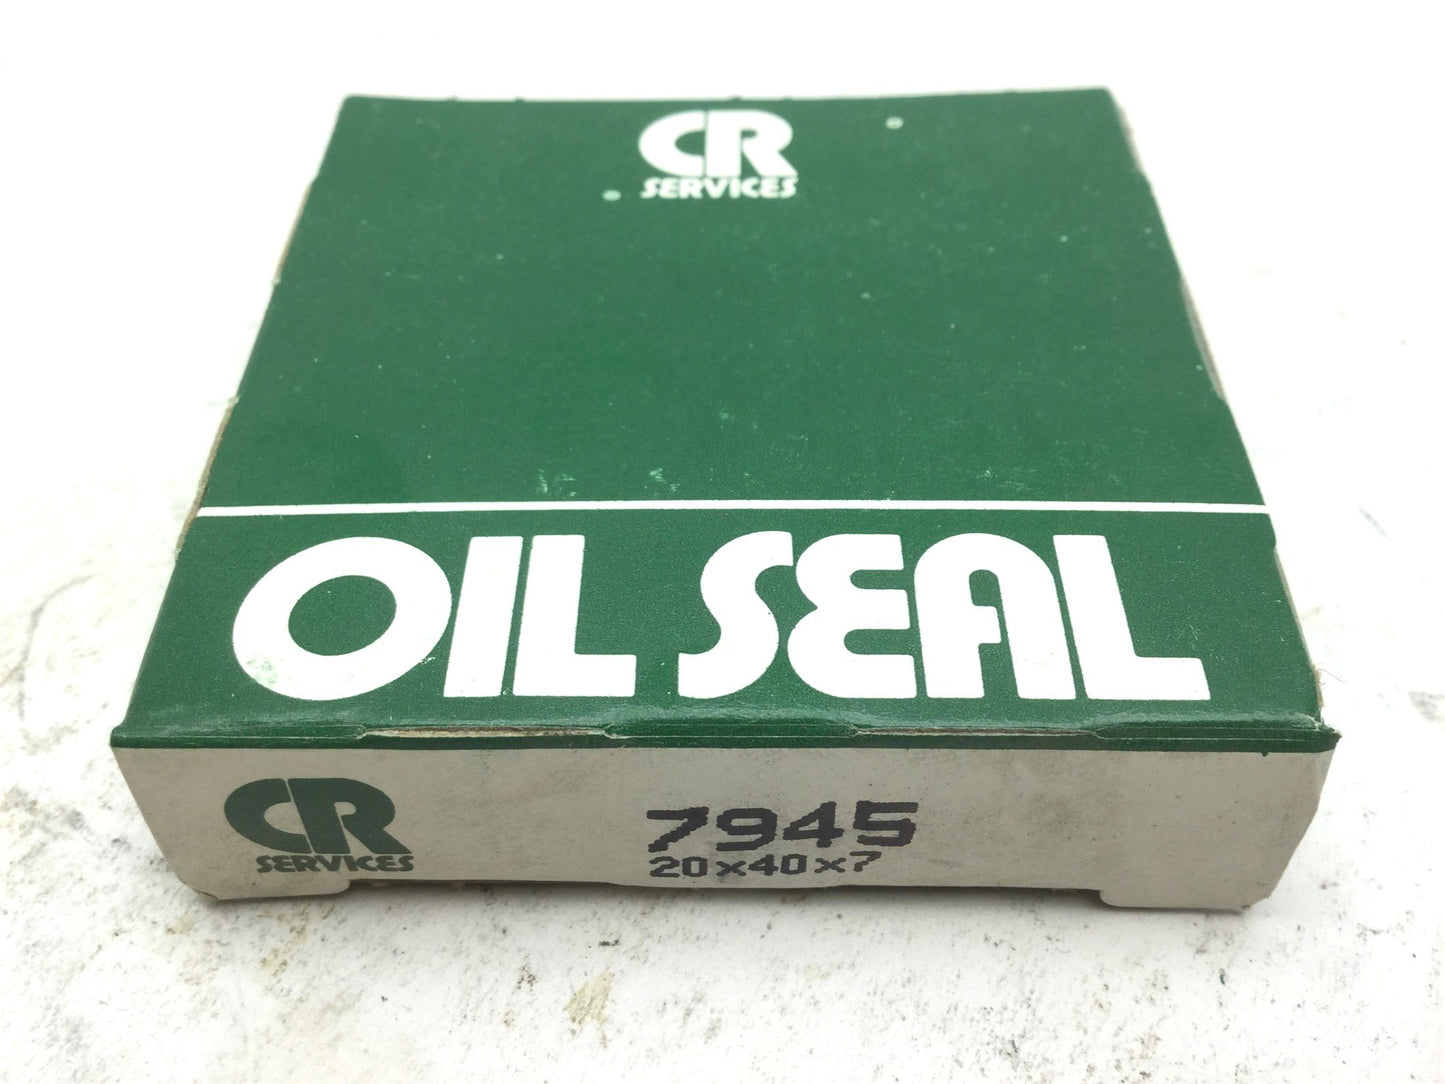 CR
SERVICES
OIL SEAL
CR
SERVICES
7945
20x40x7